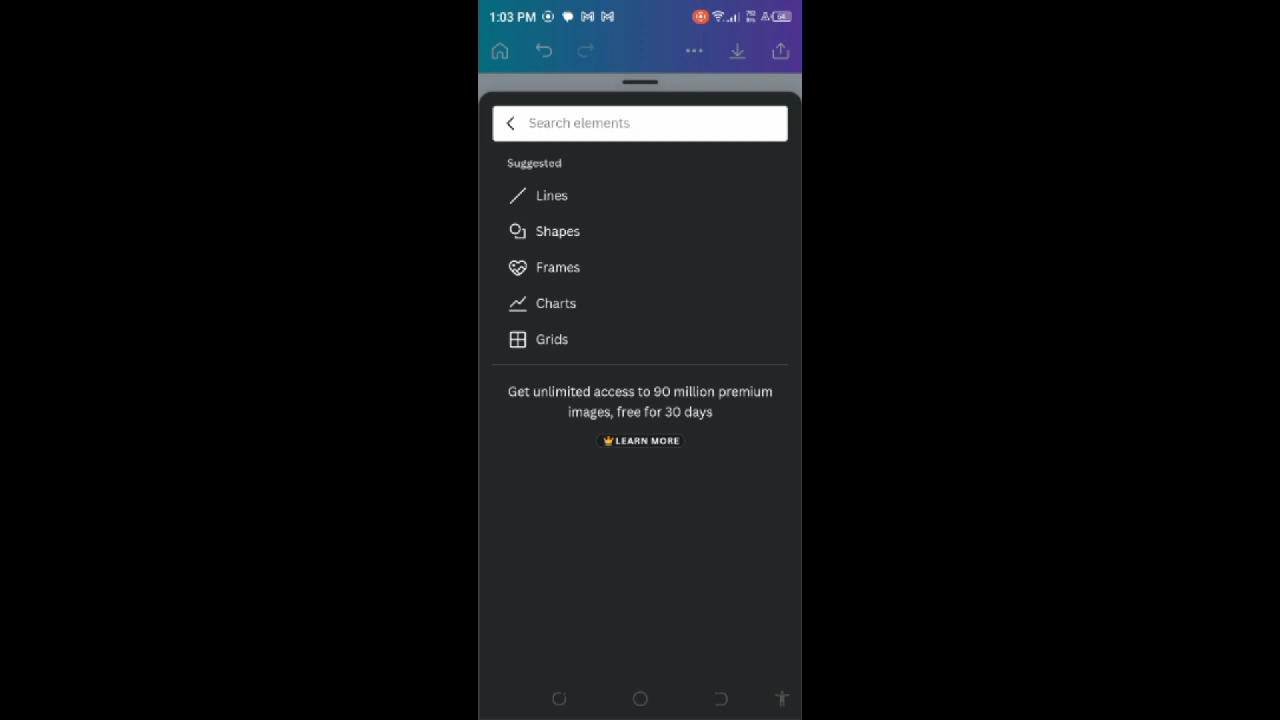 1:03 PM
Search elements
Suggested
Lines
Shapes
Frames
Charts
Grids
Get unlimited access to 90 million premium
images, free for 30 days
LEARN MORE